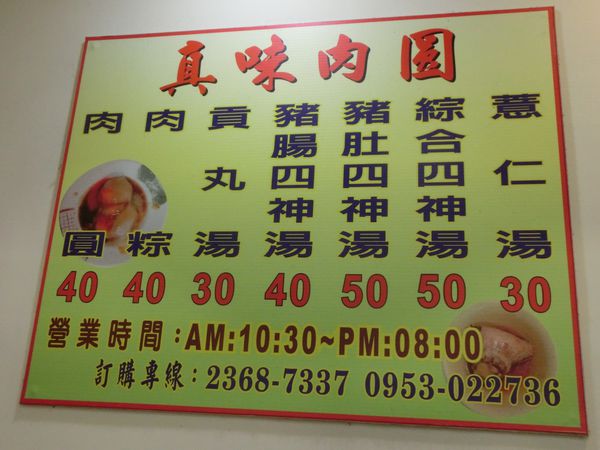 真味肉圓
肉圓
肉粽
貢丸湯
豬腸四神湯
豬肚四神湯
綜合四神湯
薏仁湯
40 40 30 40 50 50 30
營業時間：AM:10:30~PM:08:00
訂購專線：2368-7337 0953-022736